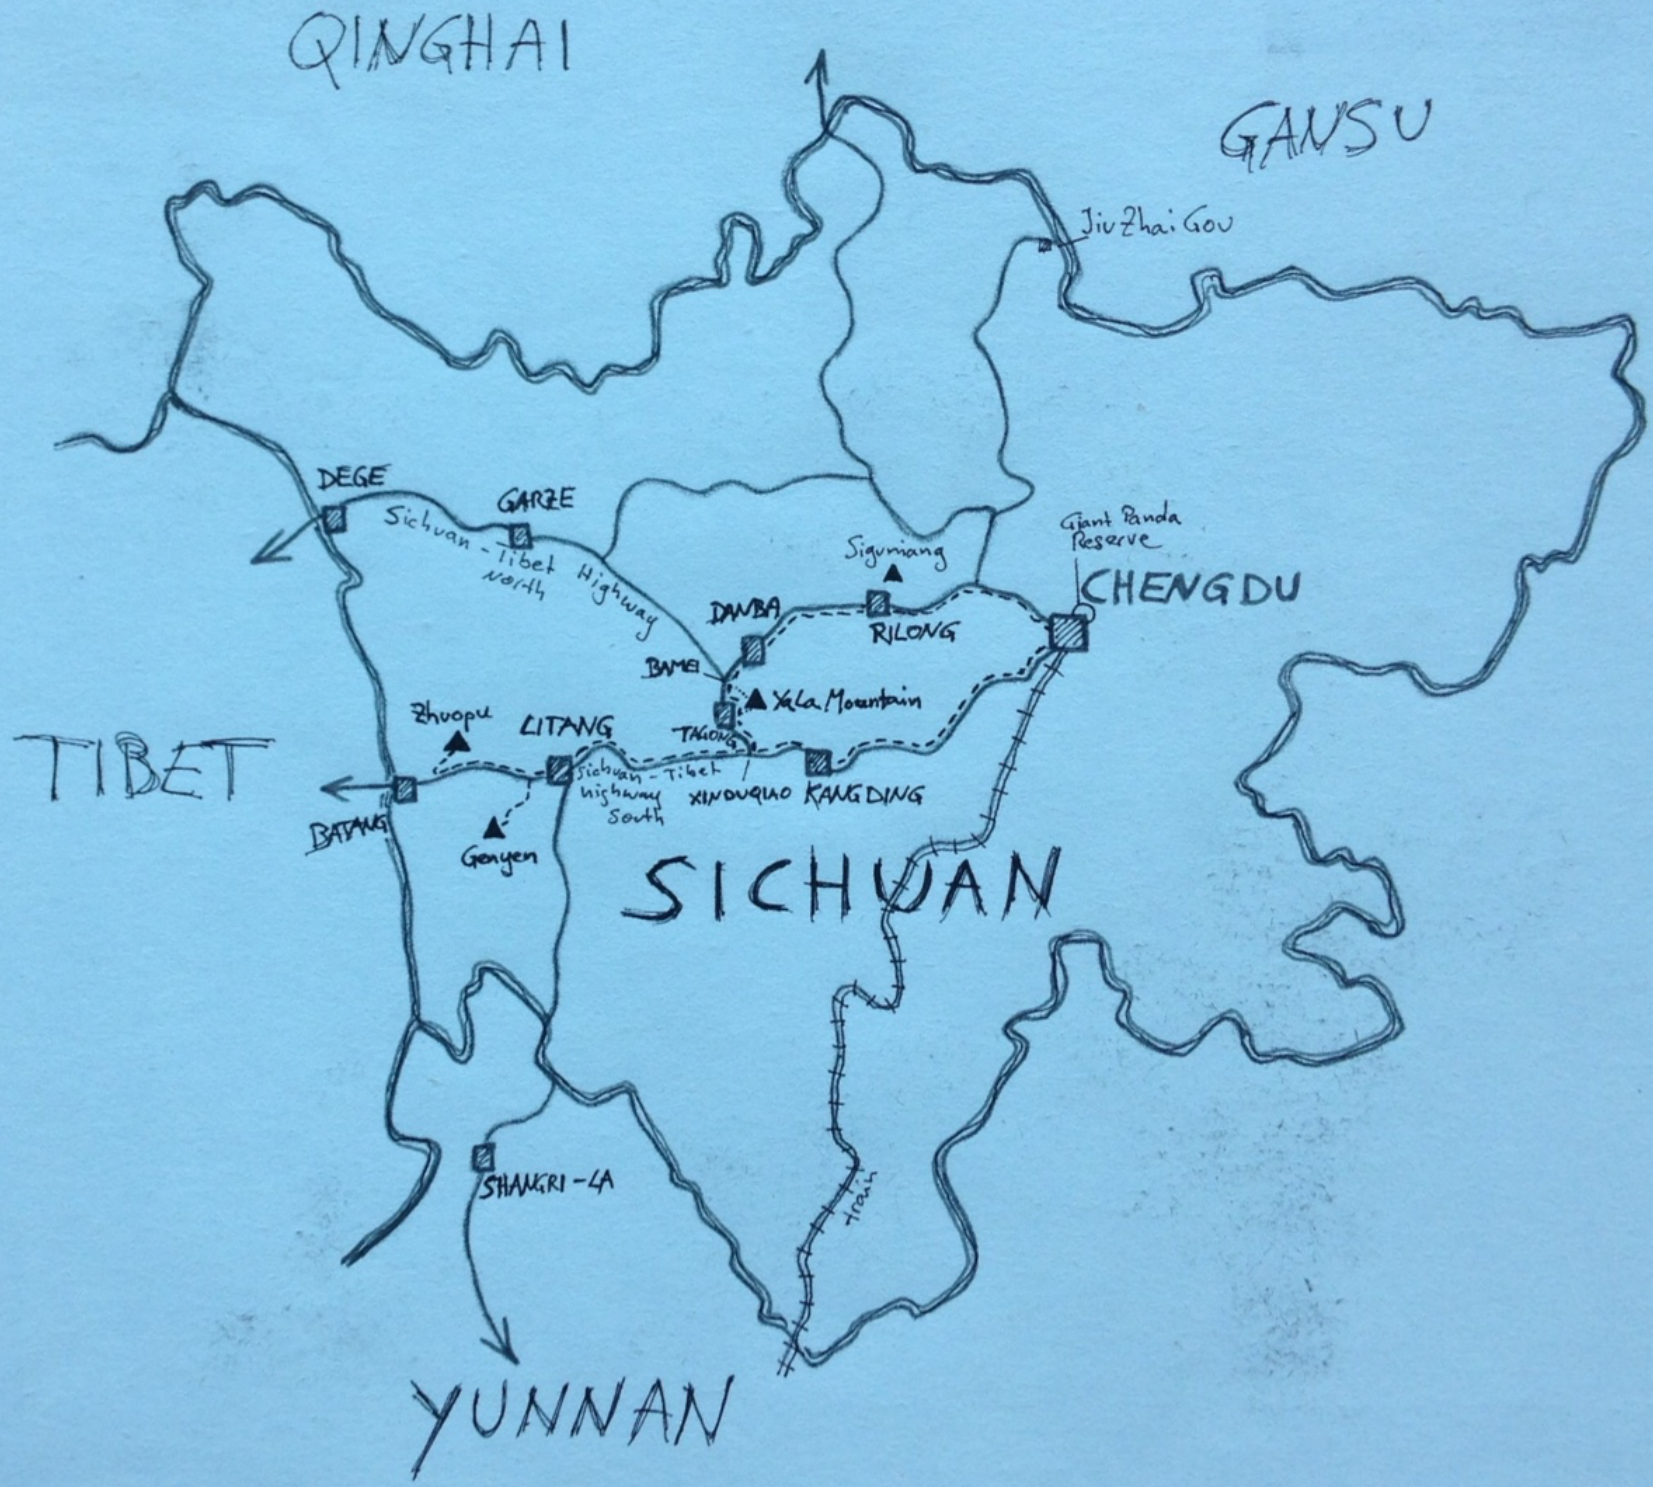 QINGHAI
GANSU
JiuZhaiGou
DEGE
GARZE
Sichuan - Tibet Highway
North
Giant Panda
Reserve
CHENGDU
Siguniang
DANBA
RILONG
BAMEI
YaLa Mountain
TAGONG
Zhuopu
LITANG
TIBET
Sichuan - Tibet
highway
South
XINDUQIAO
KANGDING
BATANG
Genyen
SICHUAN
train
SHANGRI-LA
YUNNAN